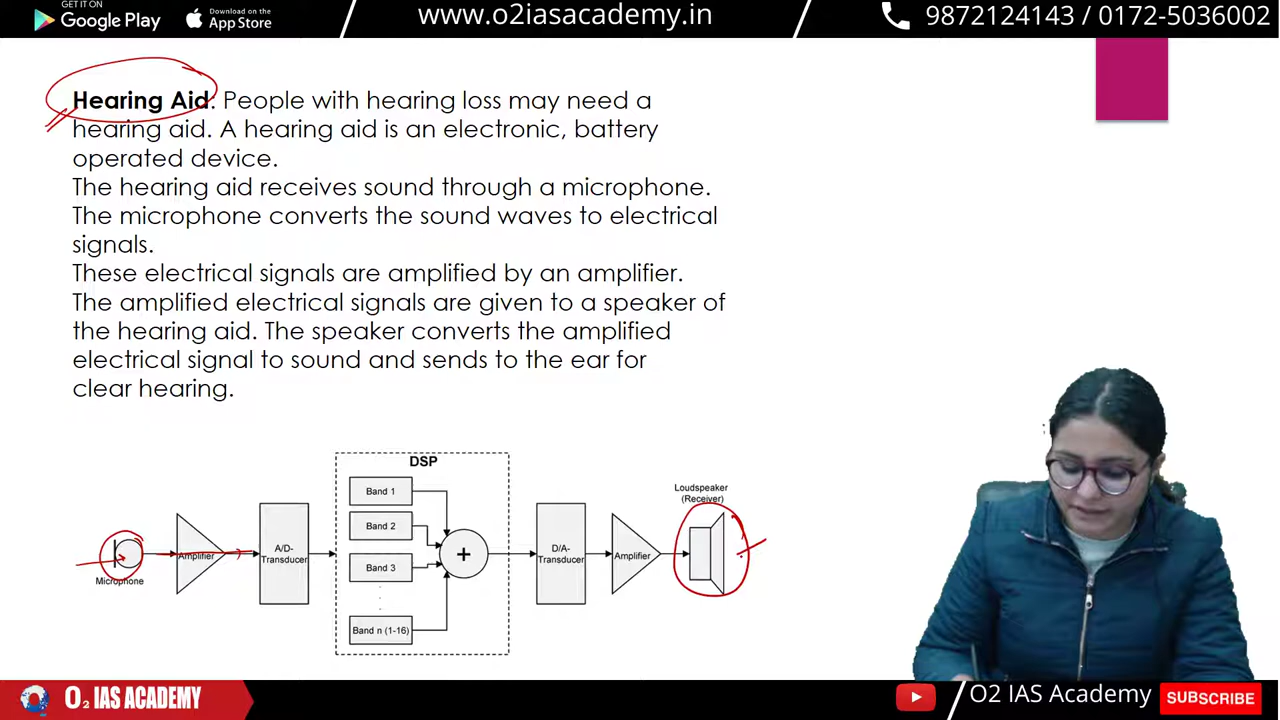 GET IT ON
Google Play
Download on the
App Store
www.o2iasacademy.in
9872124143 / 0172-5036002
Hearing Aid: People with hearing loss may need a
hearing aid. A hearing aid is an electronic, battery
operated device.
The hearing aid receives sound through a microphone.
The microphone converts the sound waves to electrical
signals.
These electrical signals are amplified by an amplifier.
The amplified electrical signals are given to a speaker of
the hearing aid. The speaker converts the amplified
electrical signal to sound and sends to the ear for
clear hearing.
DSP
Band 1
Band 2
Band 3
Band n (1-16)
+
Microphone
Amplifier
A/D-
Transducer
D/A-
Transducer
Amplifier
Loudspeaker
(Receiver)
O2 IAS ACADEMY
O2 IAS Academy
SUBSCRIBE